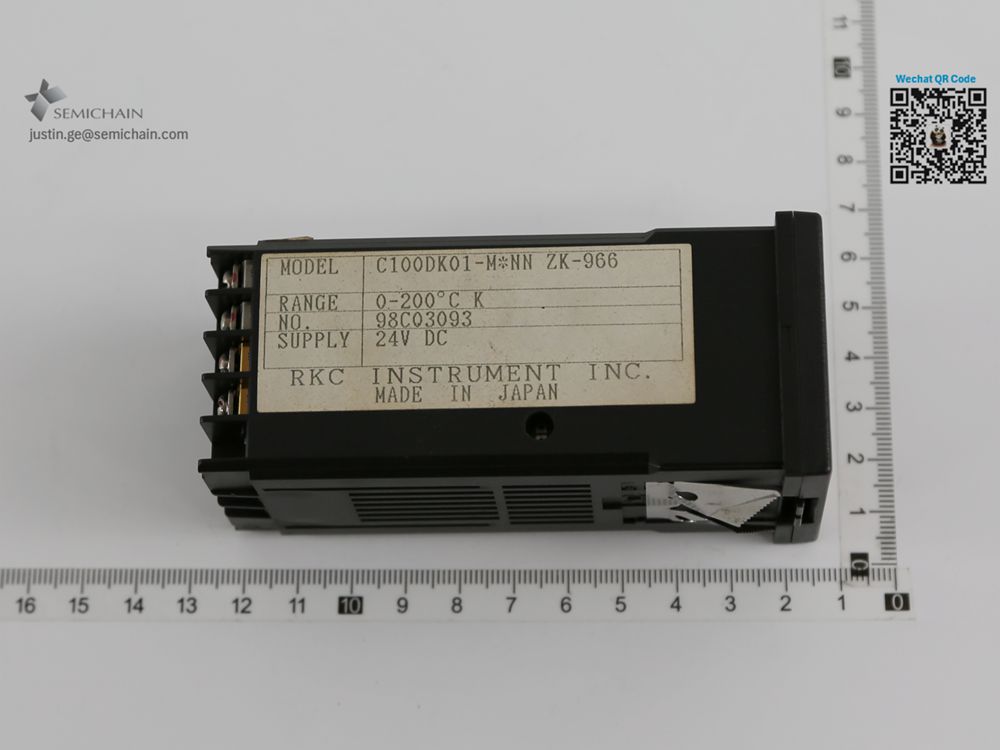 SEMICHAIN
justin.ge@semichain.com
Wechat QR Code
MODEL C100DK01-M*NN ZK-966
RANGE 0-200°C K
NO. 98C03093
SUPPLY 24V DC
RKC INSTRUMENT INC.
MADE IN JAPAN
11
10
9
8
7
6
5
4
3
2
1
0
16 15 14 13 12 11 10 9 8 7 6 5 4 3 2 1 0